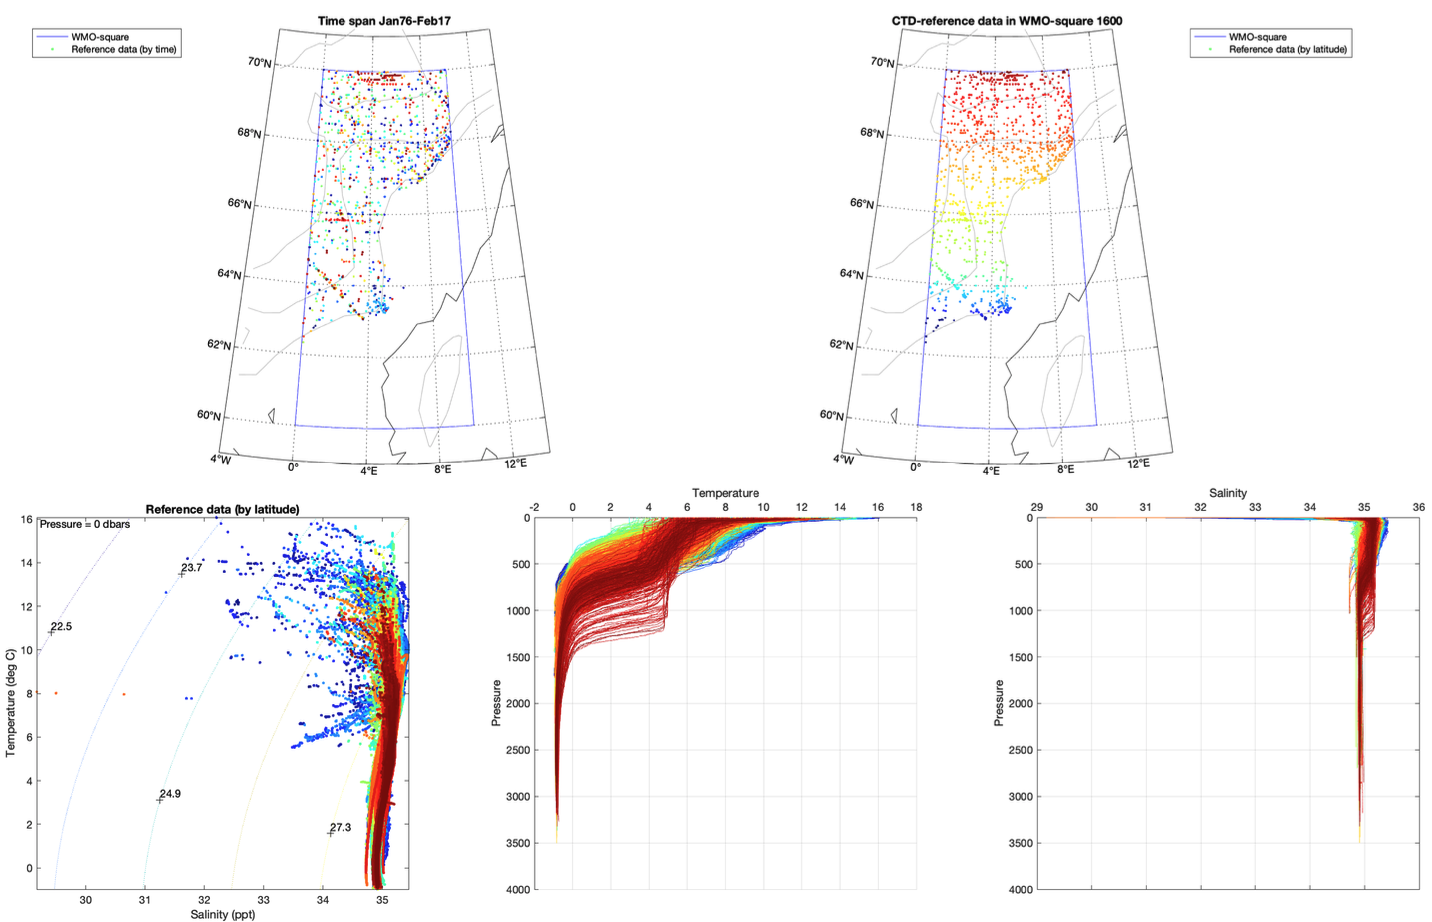 Time span Jan76-Feb17
WMO-square
Reference data (by time)
70°N
68°N
66°N
64°N
62°N
60°N
4°W
0°
4°E
8°E
12°E
CTD-reference data in WMO-square 1600
WMO-square
Reference data (by latitude)
70°N
68°N
66°N
64°N
62°N
60°N
4°W
0°
4°E
8°E
12°E
Reference data (by latitude)
Pressure = 0 dbars
Temperature (deg C)
16
14
12
10
8
6
4
2
0
22.5
23.7
24.9
27.3
30
31
32
33
34
35
Salinity (ppt)
Temperature
-2
0
2
4
6
8
10
12
14
16
18
Pressure
0
500
1000
1500
2000
2500
3000
3500
4000
Salinity
29
30
31
32
33
34
35
36
Pressure
0
500
1000
1500
2000
2500
3000
3500
4000